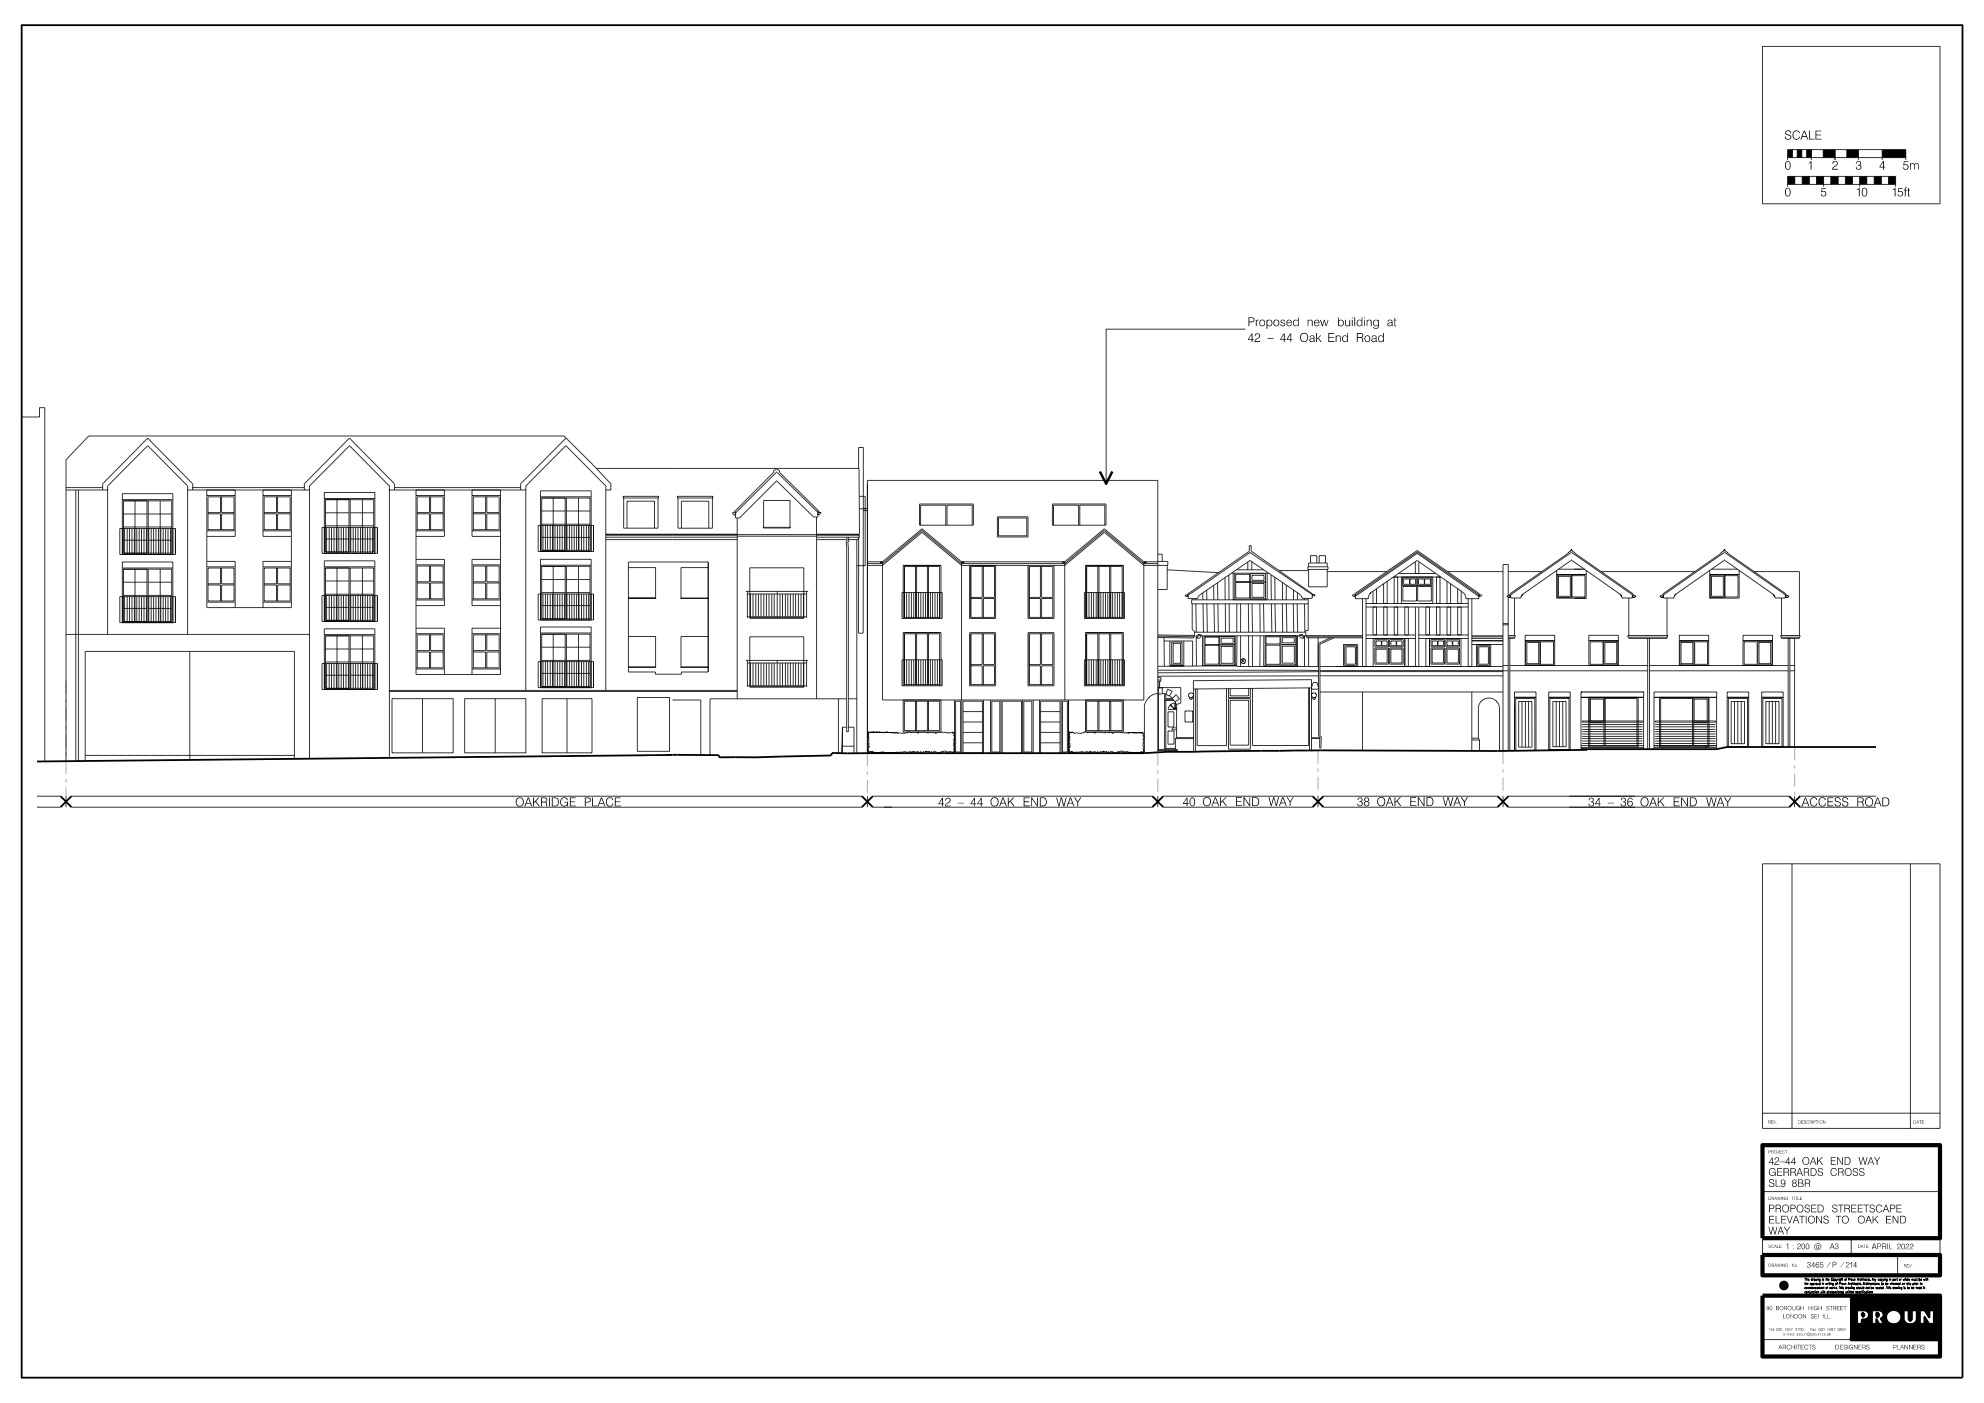 SCALE
0 1 2 3 4 5m
0 5 10 15ft
Proposed new building at
42 – 44 Oak End Road
OAKRIDGE PLACE
42 – 44 OAK END WAY
40 OAK END WAY
38 OAK END WAY
34 – 36 OAK END WAY
ACCESS ROAD
REV. DESCRIPTION DATE
PROJECT
42–44 OAK END WAY
GERRARDS CROSS
SL9 8BR
DRAWING TITLE
PROPOSED STREETSCAPE
ELEVATIONS TO OAK END
WAY
SCALE 1 : 200 @ A3 DATE APRIL 2022
DRAWING No. 3465 / P / 214 REV.
90 BOROUGH HIGH STREET
LONDON SE1 1LL
PROUN
ARCHITECTS DESIGNERS PLANNERS